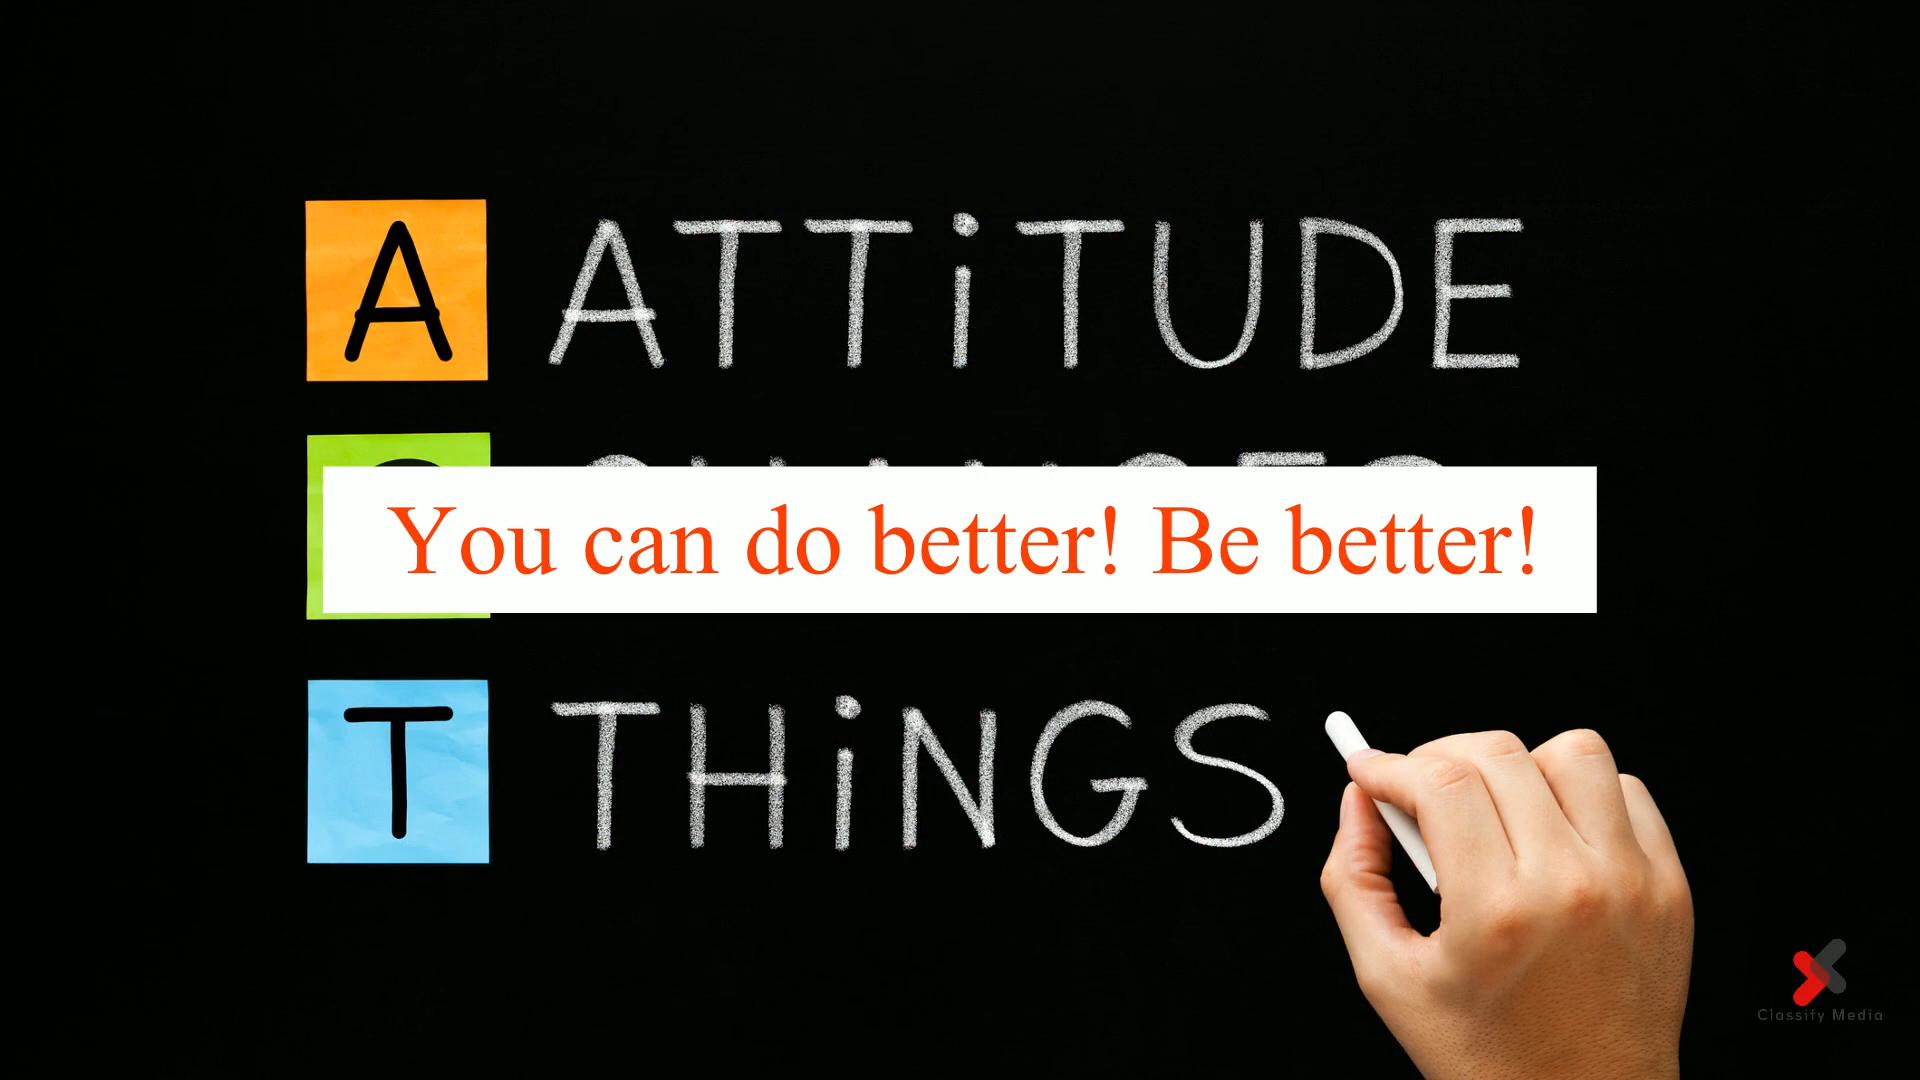 A ATTiTUDE
You can do better! Be better!
T THiNGS
Classify Media